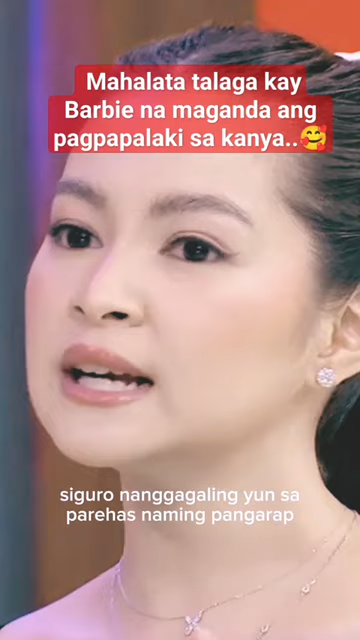 Mahalata talaga kay
Barbie na maganda ang
pagpapalaki sa kanya..🥰
siguro nanggagaling yun sa
parehas naming pangarap